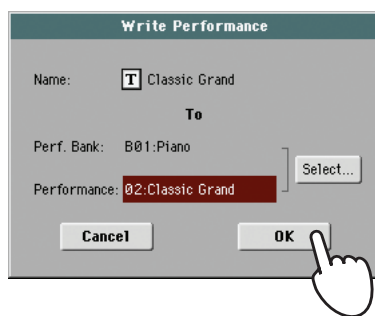 Write Performance
Name: T Classic Grand
To
Perf. Bank: B01:Piano
Select...
Performance: 02:Classic Grand
Cancel OK